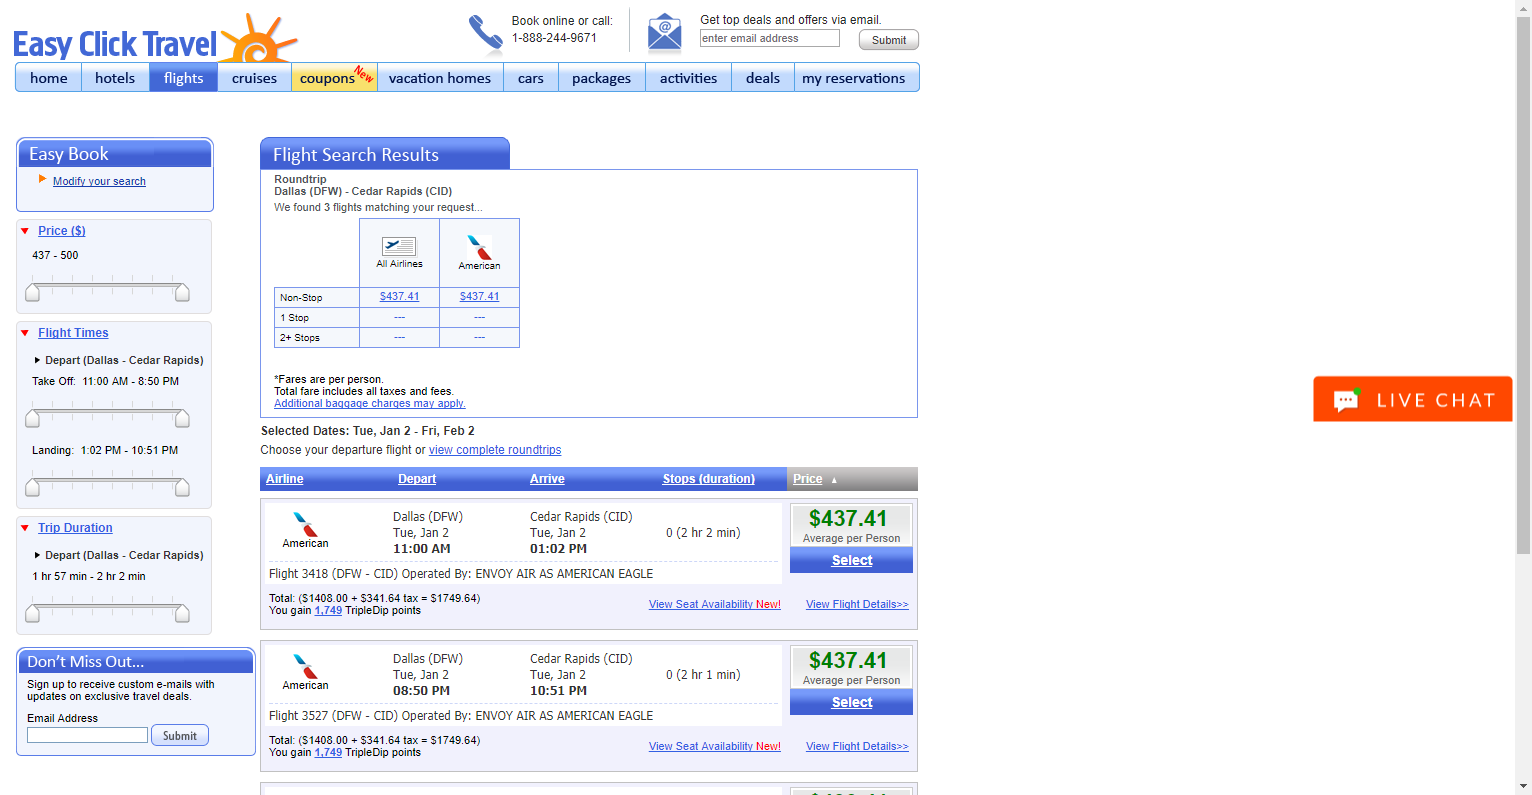 Easy Click Travel
Book online or call:
1-888-244-9671
Get top deals and offers via email.
enter email address
Submit
home
hotels
flights
cruises
coupons New
vacation homes
cars
packages
activities
deals
my reservations
Easy Book
Modify your search
Price ($)
437 - 500
Flight Times
Depart (Dallas - Cedar Rapids)
Take Off: 11:00 AM - 8:50 PM
Landing: 1:02 PM - 10:51 PM
Trip Duration
Depart (Dallas - Cedar Rapids)
1 hr 57 min - 2 hr 2 min
Don't Miss Out...
Sign up to receive custom e-mails with
updates on exclusive travel deals.
Email Address
Submit
Flight Search Results
Roundtrip
Dallas (DFW) - Cedar Rapids (CID)
We found 3 flights matching your request...
All Airlines
American
Non-Stop $437.41 $437.41
1 Stop --- ---
2+ Stops --- ---
*Fares are per person.
Total fare includes all taxes and fees.
Additional baggage charges may apply.
Selected Dates: Tue, Jan 2 - Fri, Feb 2
Choose your departure flight or view complete roundtrips
Airline Depart Arrive Stops (duration) Price
American
Dallas (DFW)
Tue, Jan 2
11:00 AM
Cedar Rapids (CID)
Tue, Jan 2
01:02 PM
0 (2 hr 2 min)
$437.41
Average per Person
Select
Flight 3418 (DFW - CID) Operated By: ENVOY AIR AS AMERICAN EAGLE
Total: ($1408.00 + $341.64 tax = $1749.64)
You gain 1,749 TripleDip points
View Seat Availability New!
View Flight Details>>
American
Dallas (DFW)
Tue, Jan 2
08:50 PM
Cedar Rapids (CID)
Tue, Jan 2
10:51 PM
0 (2 hr 1 min)
$437.41
Average per Person
Select
Flight 3527 (DFW - CID) Operated By: ENVOY AIR AS AMERICAN EAGLE
Total: ($1408.00 + $341.64 tax = $1749.64)
You gain 1,749 TripleDip points
View Seat Availability New!
View Flight Details>>
LIVE CHAT